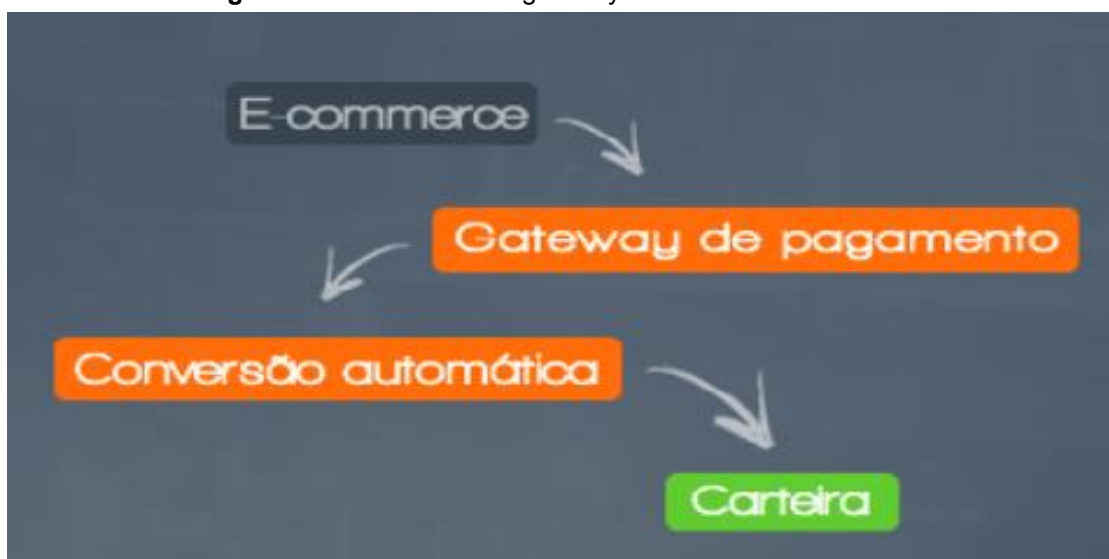 E-commerce
Gateway de pagamento
Conversão automática
Carteira